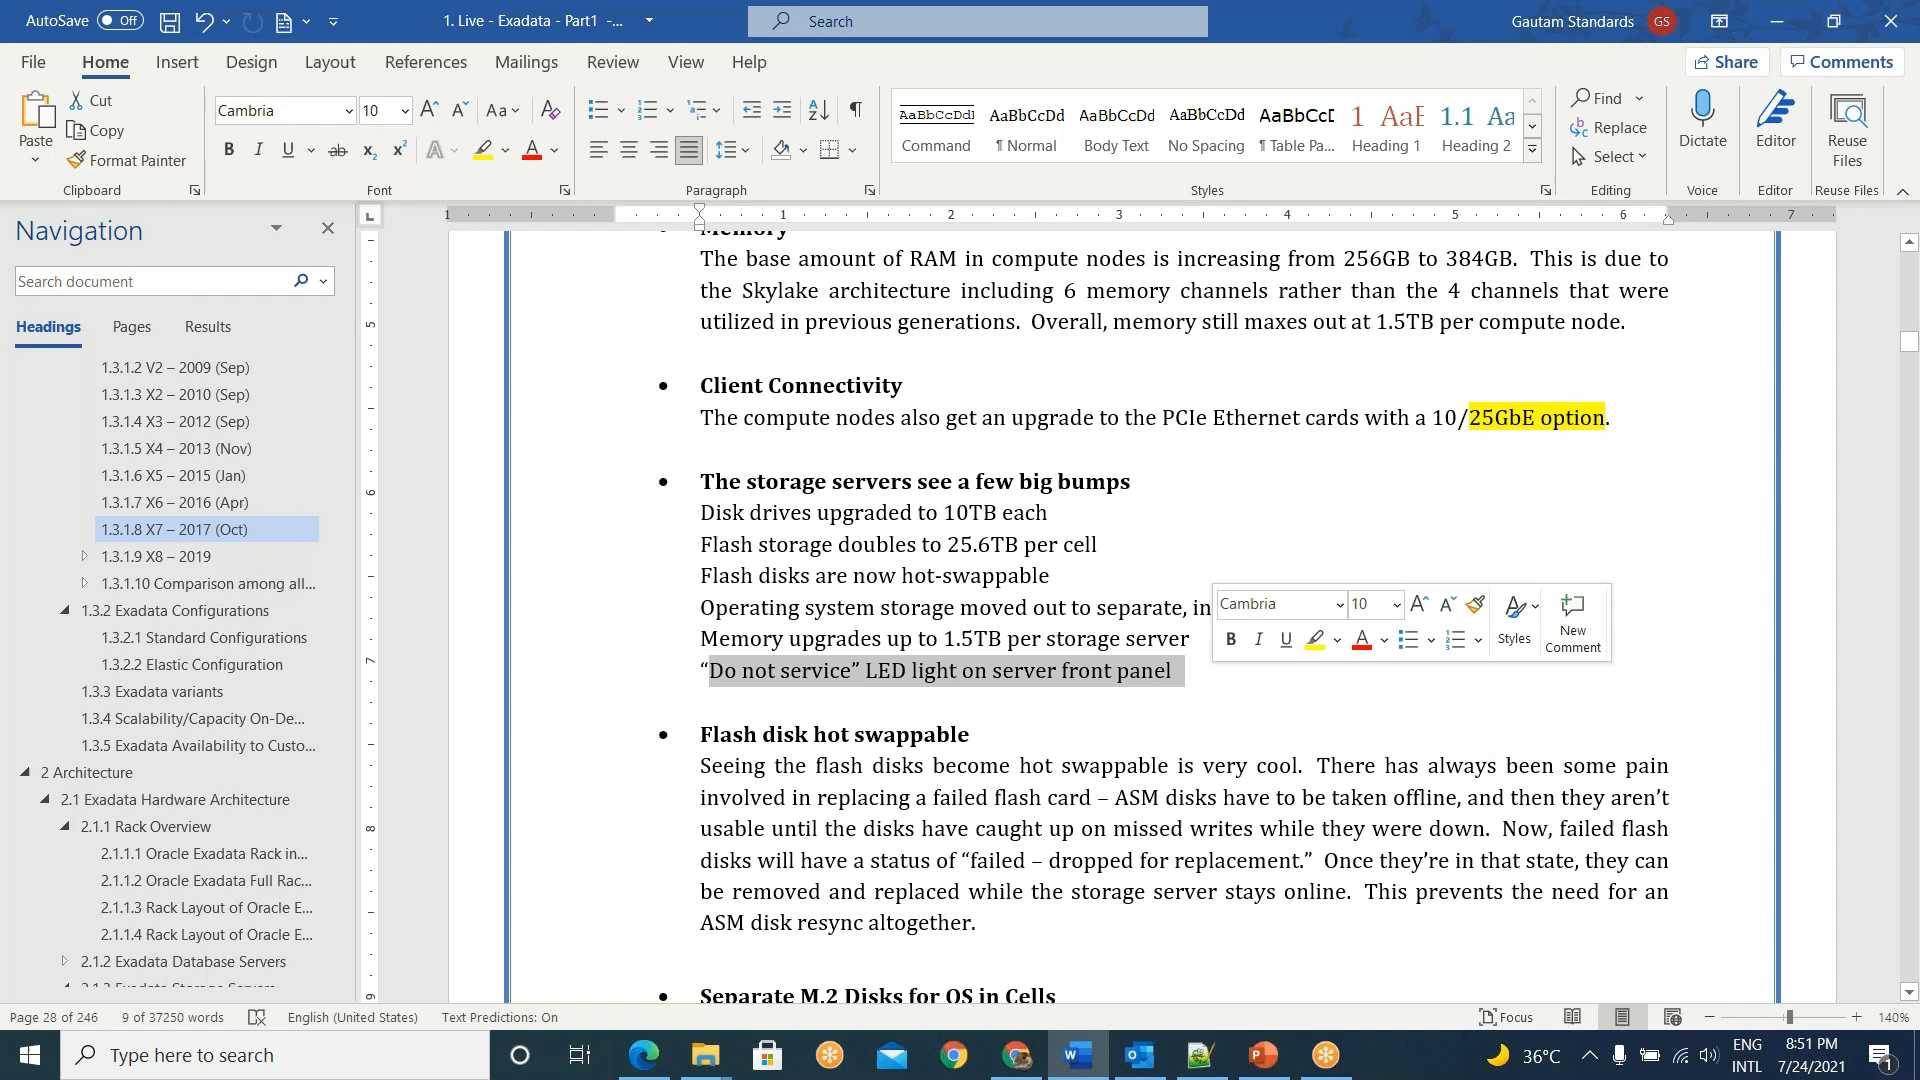 AutoSave Off
1. Live - Exadata - Part1 -...
Search
Gautam Standards GS
File Home Insert Design Layout References Mailings Review View Help
Share Comments
Paste
Cut
Copy
Format Painter
Clipboard
Cambria 10
Font
Paragraph
AaBbCcDdI AaBbCcDd AaBbCcDd AaBbCcDd AaBbCcD 1 AaB 1.1 Aa
Command ¶ Normal Body Text No Spacing ¶ Table Pa... Heading 1 Heading 2
Styles
Find
Replace
Select
Editing
Dictate
Voice
Editor
Editor
Reuse Files
Reuse Files
Navigation
Search document
Headings Pages Results
1.3.1.2 V2 – 2009 (Sep)
1.3.1.3 X2 – 2010 (Sep)
1.3.1.4 X3 – 2012 (Sep)
1.3.1.5 X4 – 2013 (Nov)
1.3.1.6 X5 – 2015 (Jan)
1.3.1.7 X6 – 2016 (Apr)
1.3.1.8 X7 – 2017 (Oct)
1.3.1.9 X8 – 2019
1.3.1.10 Comparison among all...
1.3.2 Exadata Configurations
1.3.2.1 Standard Configurations
1.3.2.2 Elastic Configuration
1.3.3 Exadata variants
1.3.4 Scalability/Capacity On-De...
1.3.5 Exadata Availability to Custo...
2 Architecture
2.1 Exadata Hardware Architecture
2.1.1 Rack Overview
2.1.1.1 Oracle Exadata Rack in...
2.1.1.2 Oracle Exadata Full Rac...
2.1.1.3 Rack Layout of Oracle E...
2.1.1.4 Rack Layout of Oracle E...
2.1.2 Exadata Database Servers
1 1 2 3 4 5 6 7
5
6
7
8
9
Memory
The base amount of RAM in compute nodes is increasing from 256GB to 384GB. This is due to
the Skylake architecture including 6 memory channels rather than the 4 channels that were
utilized in previous generations. Overall, memory still maxes out at 1.5TB per compute node.
• Client Connectivity
The compute nodes also get an upgrade to the PCIe Ethernet cards with a 10/25GbE option.
• The storage servers see a few big bumps
Disk drives upgraded to 10TB each
Flash storage doubles to 25.6TB per cell
Flash disks are now hot-swappable
Operating system storage moved out to separate, in
Memory upgrades up to 1.5TB per storage server
“Do not service” LED light on server front panel
Cambria 10
Styles
New Comment
• Flash disk hot swappable
Seeing the flash disks become hot swappable is very cool. There has always been some pain
involved in replacing a failed flash card – ASM disks have to be taken offline, and then they aren’t
usable until the disks have caught up on missed writes while they were down. Now, failed flash
disks will have a status of “failed – dropped for replacement.” Once they’re in that state, they can
be removed and replaced while the storage server stays online. This prevents the need for an
ASM disk resync altogether.
• Separate M.2 Disks for OS in Cells
Page 28 of 246 9 of 37250 words English (United States) Text Predictions: On
Focus 140%
Type here to search
36°C
ENG
INTL
8:51 PM
7/24/2021
1